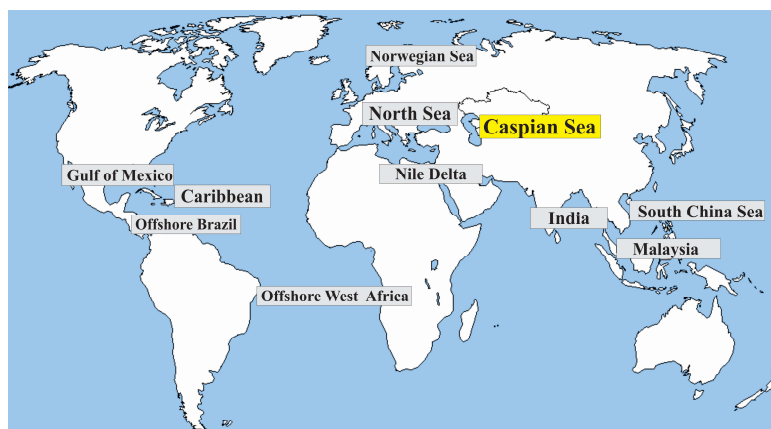 Norwegian Sea
North Sea
Caspian Sea
Gulf of Mexico
Nile Delta
Caribbean
India
South China Sea
Offshore Brazil
Malaysia
Offshore West Africa